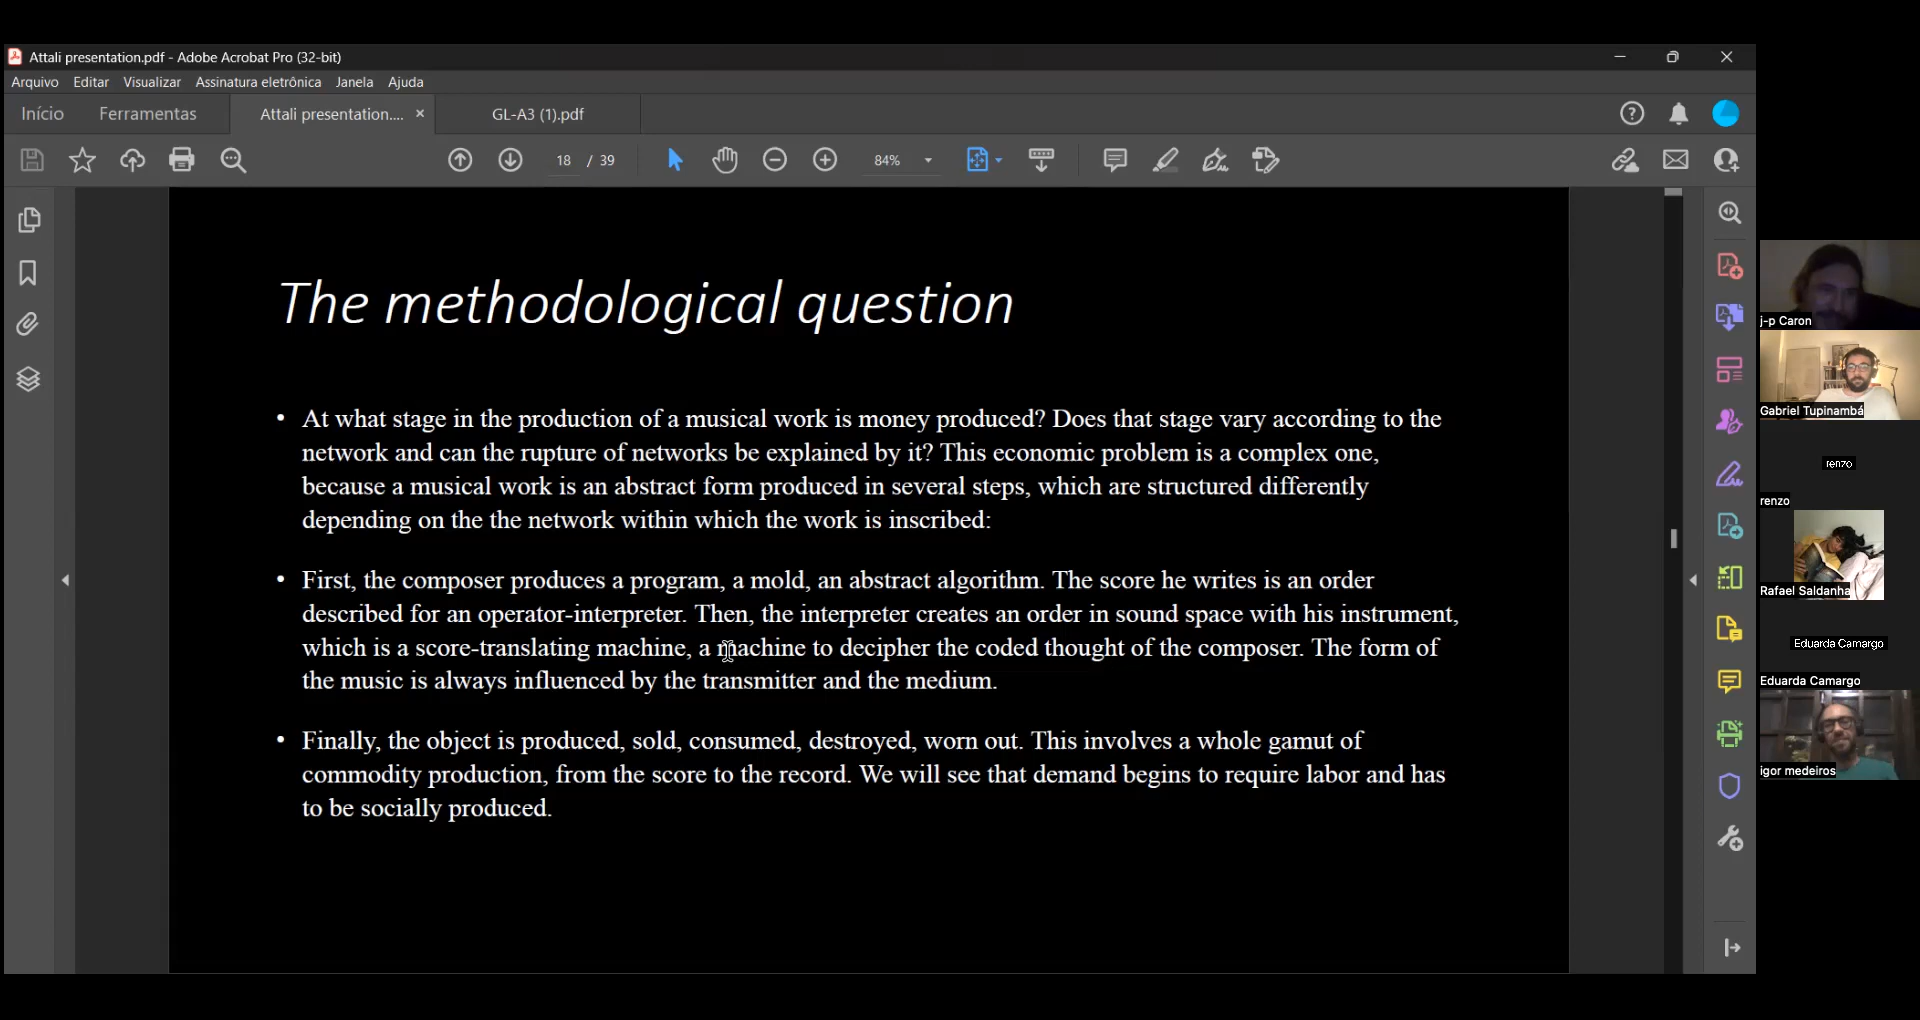 Attali presentation.pdf - Adobe Acrobat Pro (32-bit)
Arquivo Editar Visualizar Assinatura eletrônica Janela Ajuda
Início Ferramentas Attali presentation.... × GL-A3 (1).pdf
18 / 39 84%
The methodological question
• At what stage in the production of a musical work is money produced? Does that stage vary according to the
network and can the rupture of networks be explained by it? This economic problem is a complex one,
because a musical work is an abstract form produced in several steps, which are structured differently
depending on the the network within which the work is inscribed:
• First, the composer produces a program, a mold, an abstract algorithm. The score he writes is an order
described for an operator-interpreter. Then, the interpreter creates an order in sound space with his instrument,
which is a score-translating machine, a machine to decipher the coded thought of the composer. The form of
the music is always influenced by the transmitter and the medium.
• Finally, the object is produced, sold, consumed, destroyed, worn out. This involves a whole gamut of
commodity production, from the score to the record. We will see that demand begins to require labor and has
to be socially produced.
j-p Caron
Gabriel Tupinambá
renzo
renzo
Rafael Saldanha
Eduarda Camargo
Eduarda Camargo
igor medeiros